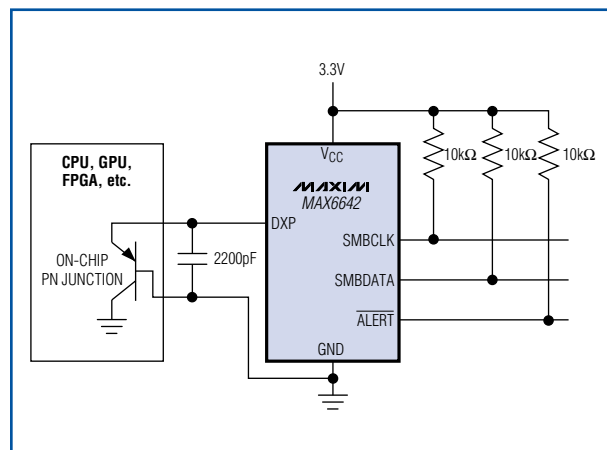 3.3V
CPU, GPU,
FPGA, etc.
VCC
10kΩ
10kΩ
10kΩ
MAXIM
MAX6642
DXP
SMBCLK
ON-CHIP
PN JUNCTION
2200pF
SMBDATA
ALERT
GND